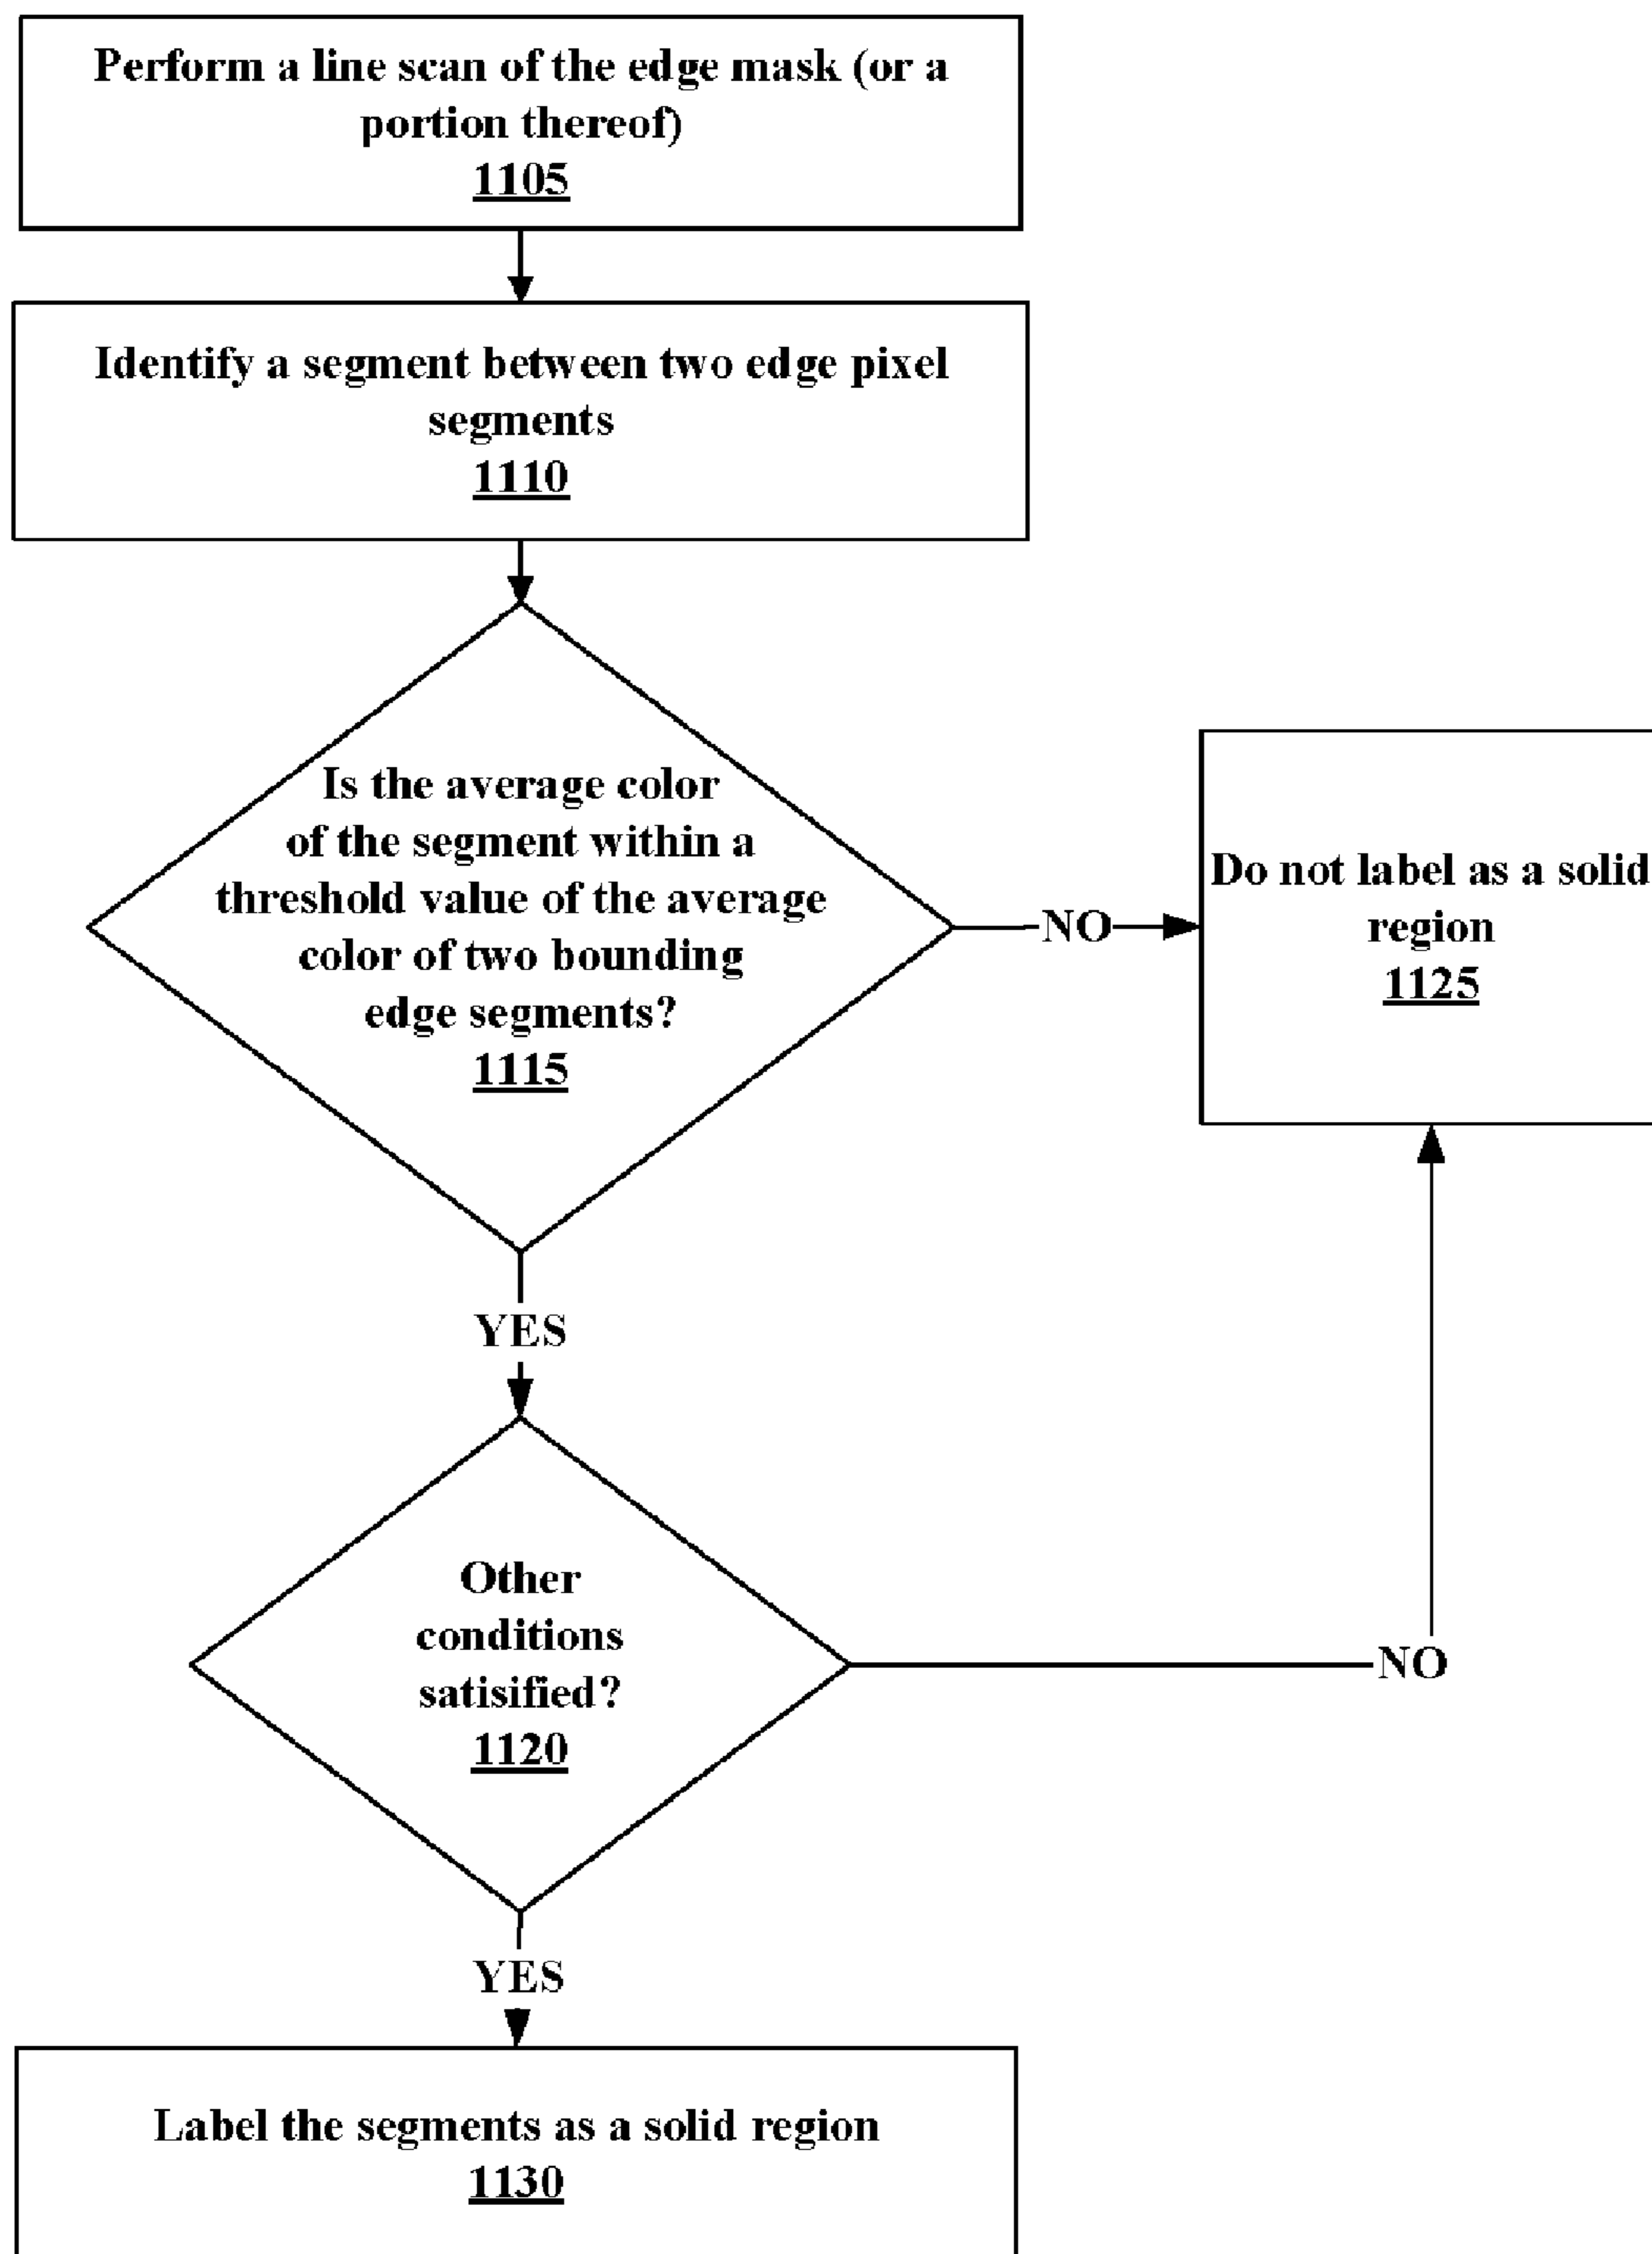 Perform a line scan of the edge mask (or a
portion thereof)
1105
Identify a segment between two edge pixel
segments
1110
Is the average color
of the segment within a
threshold value of the average
color of two bounding
edge segments?
1115
NO
Do not label as a solid
region
1125
YES
Other
conditions
satisified?
1120
NO
YES
Label the segments as a solid region
1130